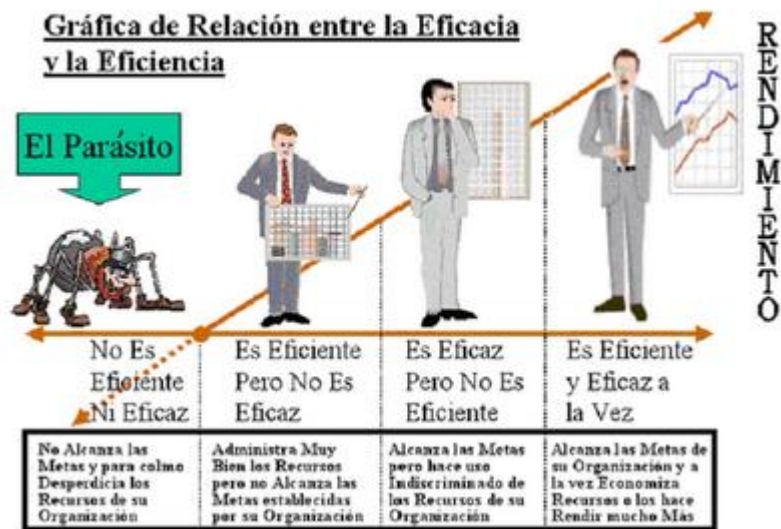 Gráfica de Relación entre la Eficacia
y la Eficiencia
RENDIMIENTO
El Parásito
No Es
Eficiente
Ni Eficaz
Es Eficiente
Pero No Es
Eficaz
Es Eficaz
Pero No Es
Eficiente
Es Eficiente
y Eficaz a
la Vez
No Alcanza las
Metas y para colmo
Desperdicia los
Recursos de su
Organización
Administra Muy
Bien los Recursos
pero no Alcanza las
Metas establecidas
por su Organización
Alcanza las Metas
pero hace uso
Indiscriminado de
los Recursos de su
Organización
Alcanza las Metas de
su Organización y a
la vez Economiza
Recursos o los hace
Rendir mucho Más